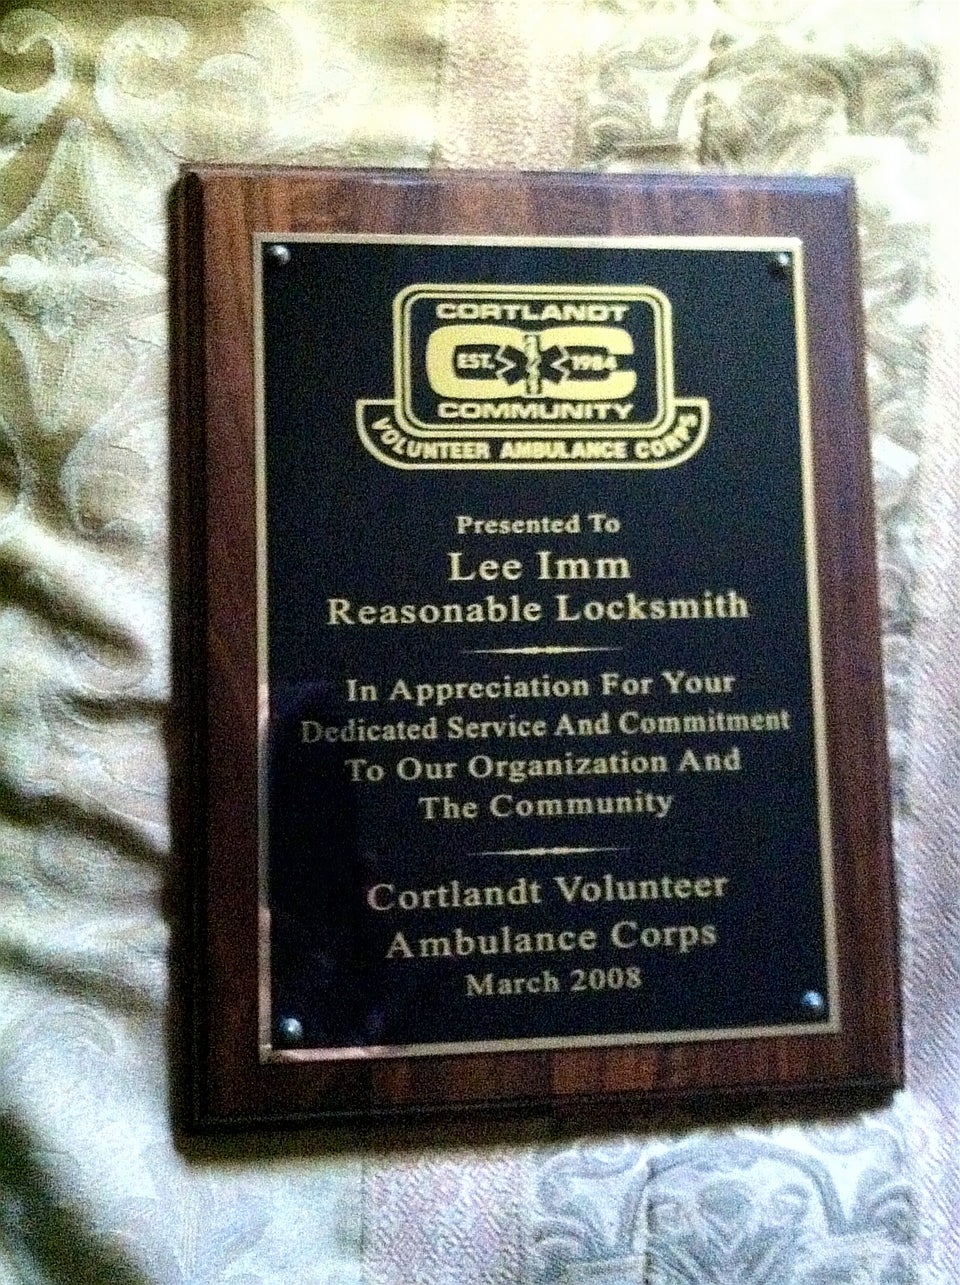 CORTLANDT
CC
EST. 1984
COMMUNITY
VOLUNTEER AMBULANCE CORPS
Presented To
Lee Imm
Reasonable Locksmith
In Appreciation For Your
Dedicated Service And Commitment
To Our Organization And
The Community
Cortlandt Volunteer
Ambulance Corps
March 2008